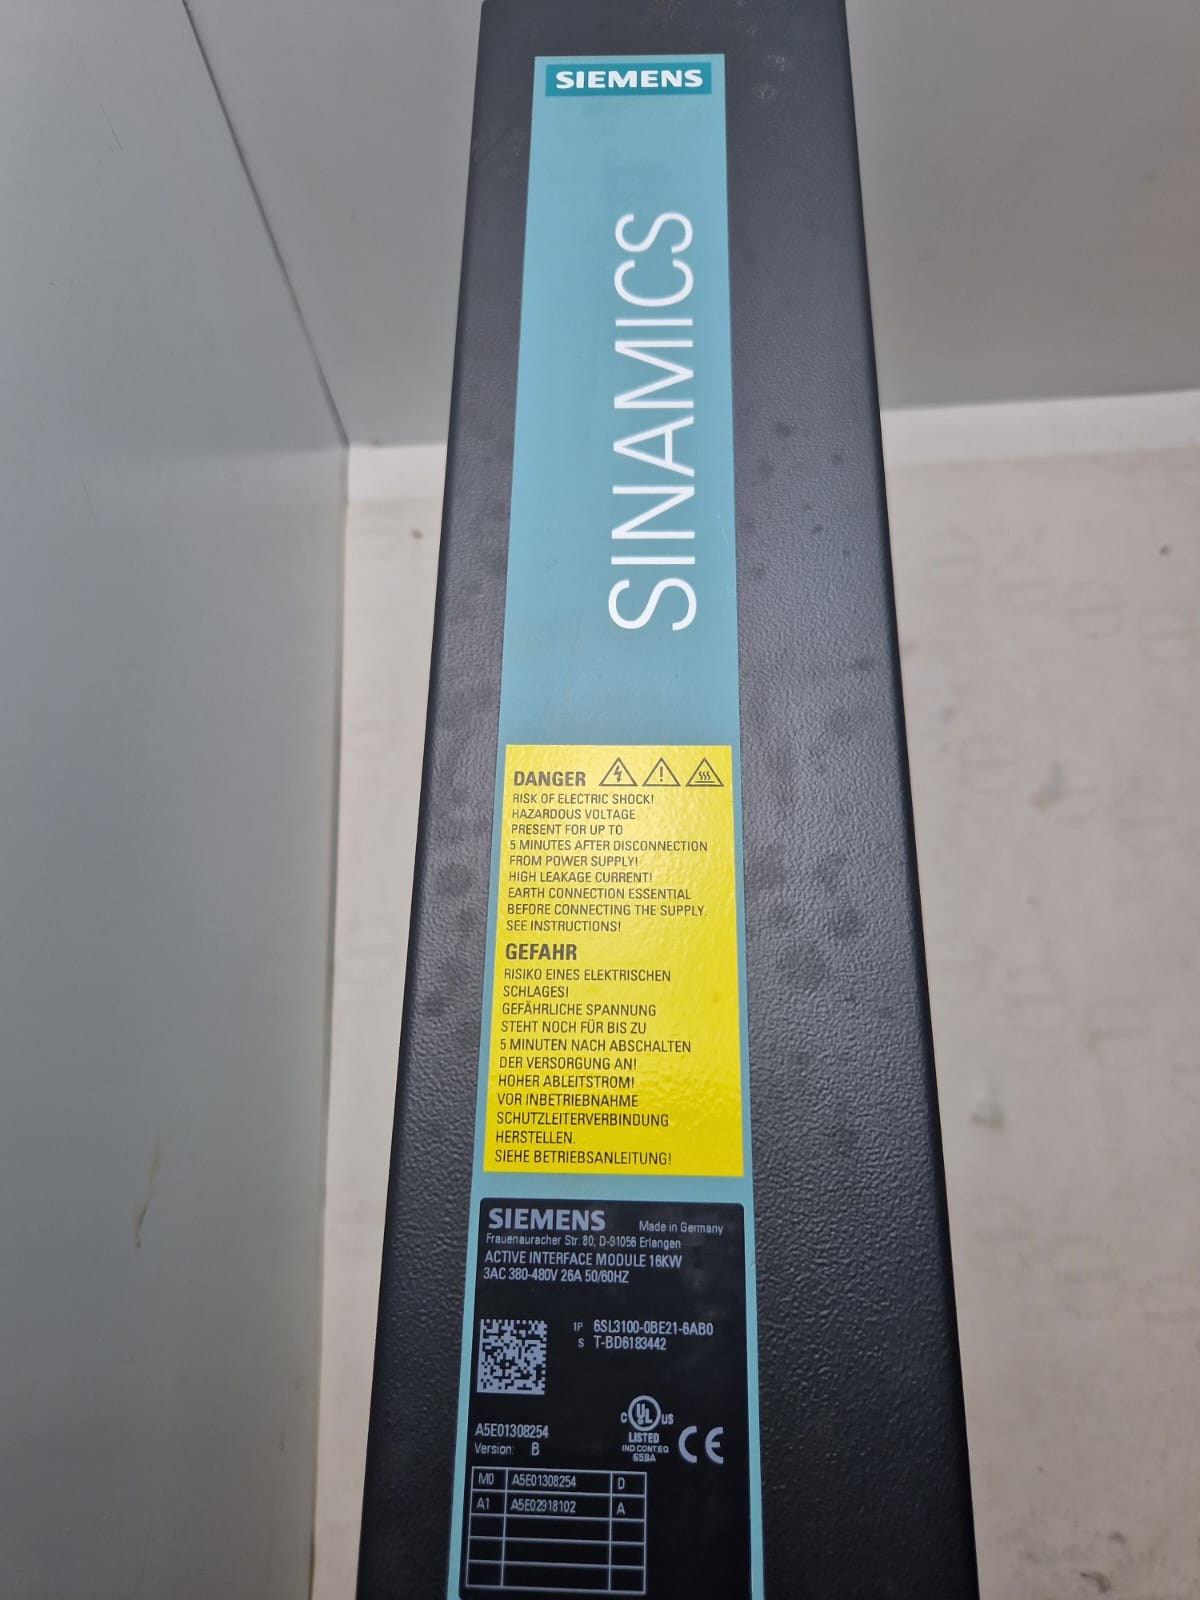 SIEMENS
SINAMICS
DANGER
RISK OF ELECTRIC SHOCK!
HAZARDOUS VOLTAGE
PRESENT FOR UP TO
5 MINUTES AFTER DISCONNECTION
FROM POWER SUPPLY!
HIGH LEAKAGE CURRENT!
EARTH CONNECTION ESSENTIAL
BEFORE CONNECTING THE SUPPLY.
SEE INSTRUCTIONS!
GEFAHR
RISIKO EINES ELEKTRISCHEN
SCHLAGES!
GEFÄHRLICHE SPANNUNG
STEHT NOCH FÜR BIS ZU
5 MINUTEN NACH ABSCHALTEN
DER VERSORGUNG AN!
HOHER ABLEITSTROM!
VOR INBETRIEBNAHME
SCHUTZLEITERVERBINDUNG
HERSTELLEN.
SIEHE BETRIEBSANLEITUNG!
SIEMENS Made in Germany
Frauenauracher Str. 80; D-91056 Erlangen
ACTIVE INTERFACE MODULE 16KW
3AC 380-480V 26A 50/60HZ
1P 6SL3100-0BE21-6AB0
S T-BD6183442
C UL US
LISTED
IND.CONT.EQ.
65BA
CE
A5E01308254
Version: B
M0 A5E01308254 D
A1 A5E02918102 A